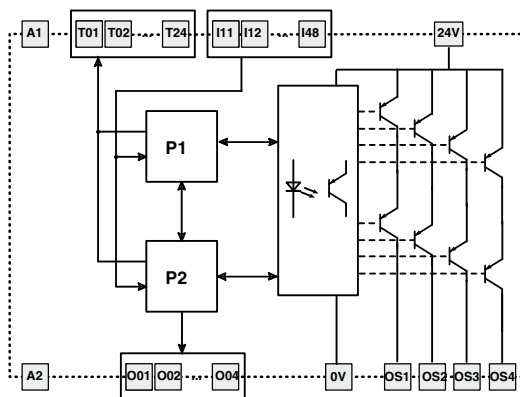 A1 T01 T02 ... T24 I11 I12 ... I48 24V
P1
P2
A2 O01 O02 ... O04 0V OS1 OS2 OS3 OS4